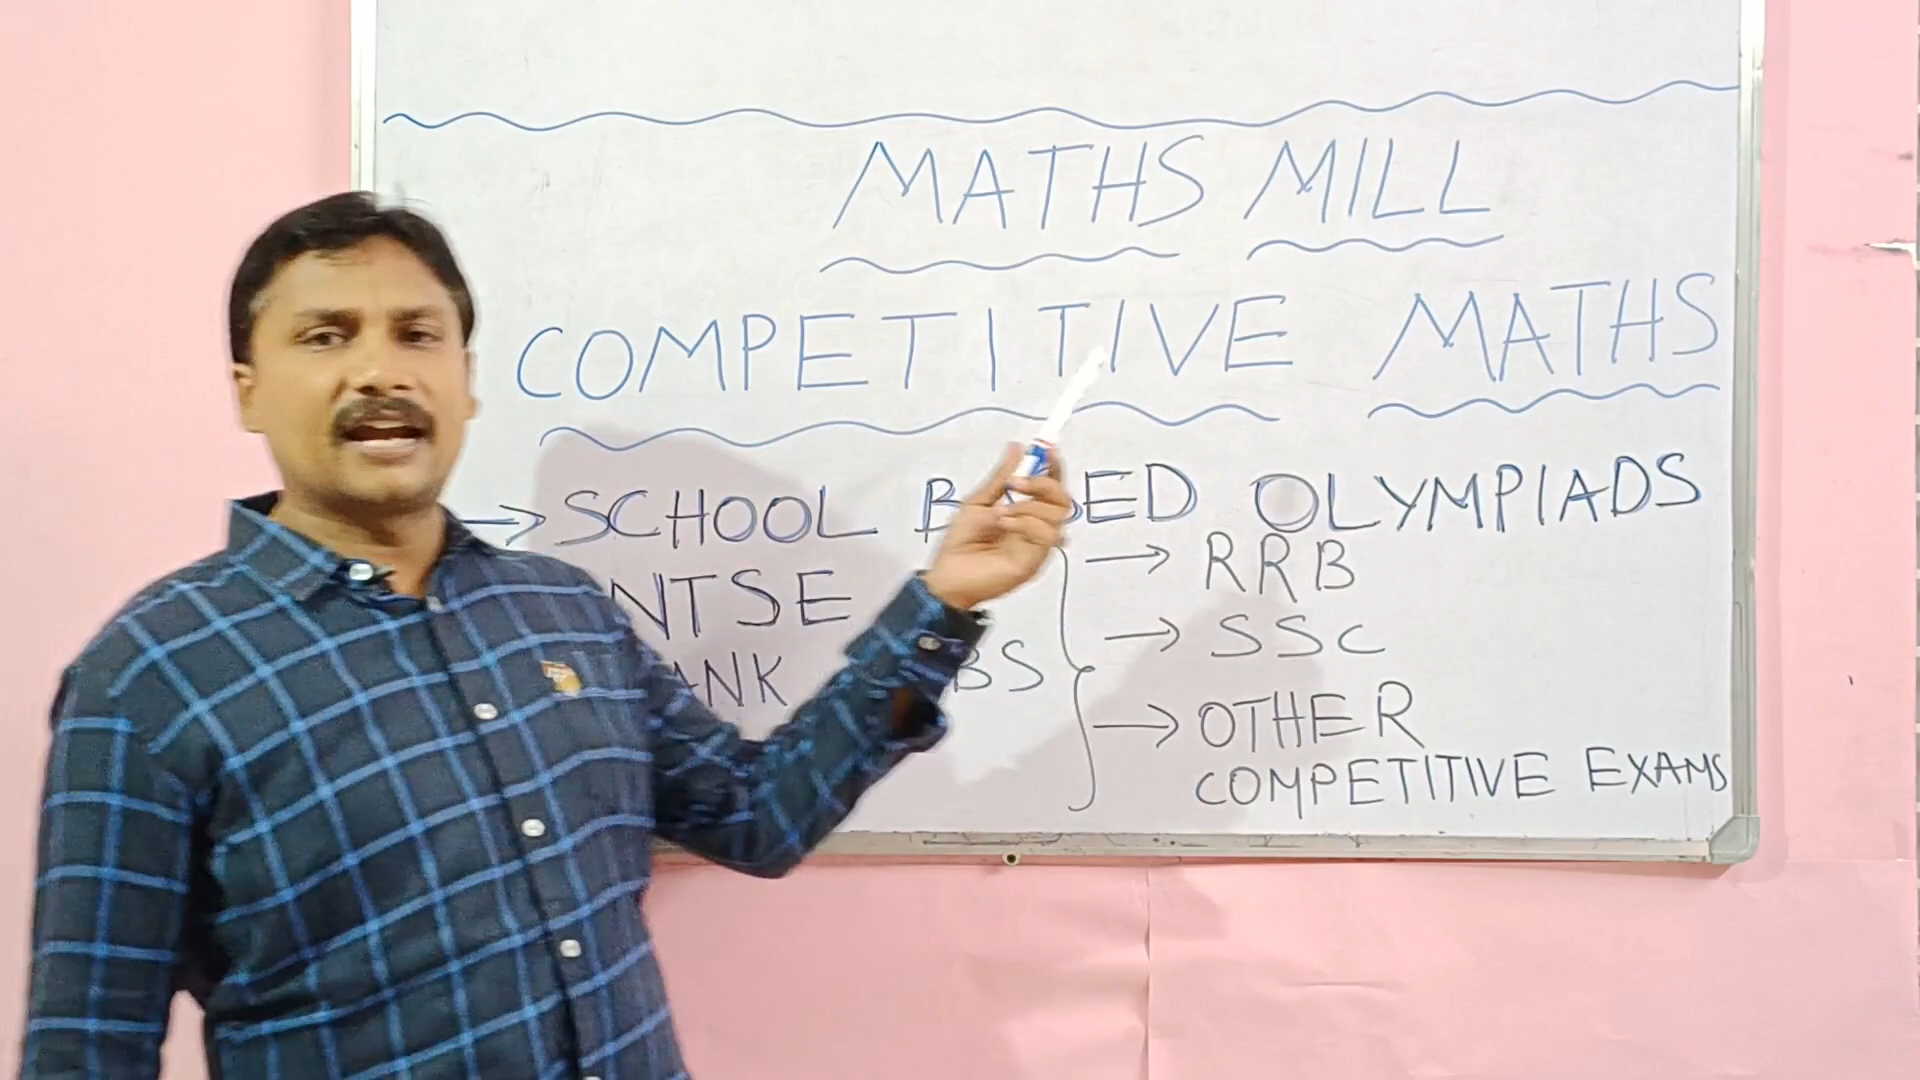 MATHS MILL
COMPETITIVE MATHS
→ SCHOOL OLYMPIADS
NTSE
→ RRB
→ SSC
→ OTHER
COMPETITIVE EXAMS